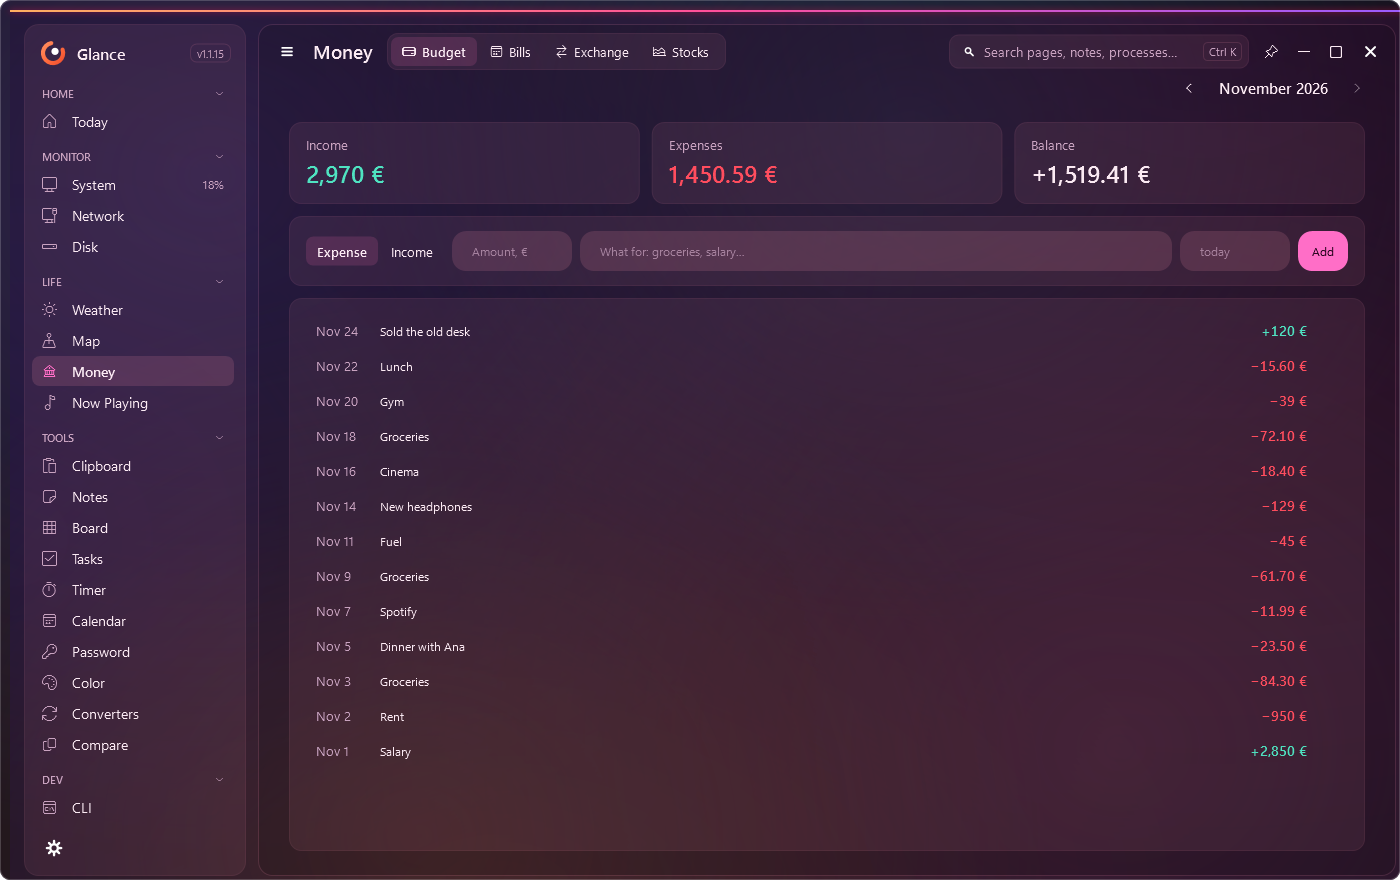 Glance v1.1.15
HOME
Today
MONITOR
System 18%
Network
Disk
LIFE
Weather
Map
Money
Now Playing
TOOLS
Clipboard
Notes
Board
Tasks
Timer
Calendar
Password
Color
Converters
Compare
DEV
CLI
Money Budget Bills Exchange Stocks Search pages, notes, processes... Ctrl K
November 2026
Income Expenses Balance
2,970 € 1,450.59 € +1,519.41 €
Expense Income Amount, € What for: groceries, salary... today Add
Nov 24 Sold the old desk +120 €
Nov 22 Lunch −15.60 €
Nov 20 Gym −39 €
Nov 18 Groceries −72.10 €
Nov 16 Cinema −18.40 €
Nov 14 New headphones −129 €
Nov 11 Fuel −45 €
Nov 9 Groceries −61.70 €
Nov 7 Spotify −11.99 €
Nov 5 Dinner with Ana −23.50 €
Nov 3 Groceries −84.30 €
Nov 2 Rent −950 €
Nov 1 Salary +2,850 €